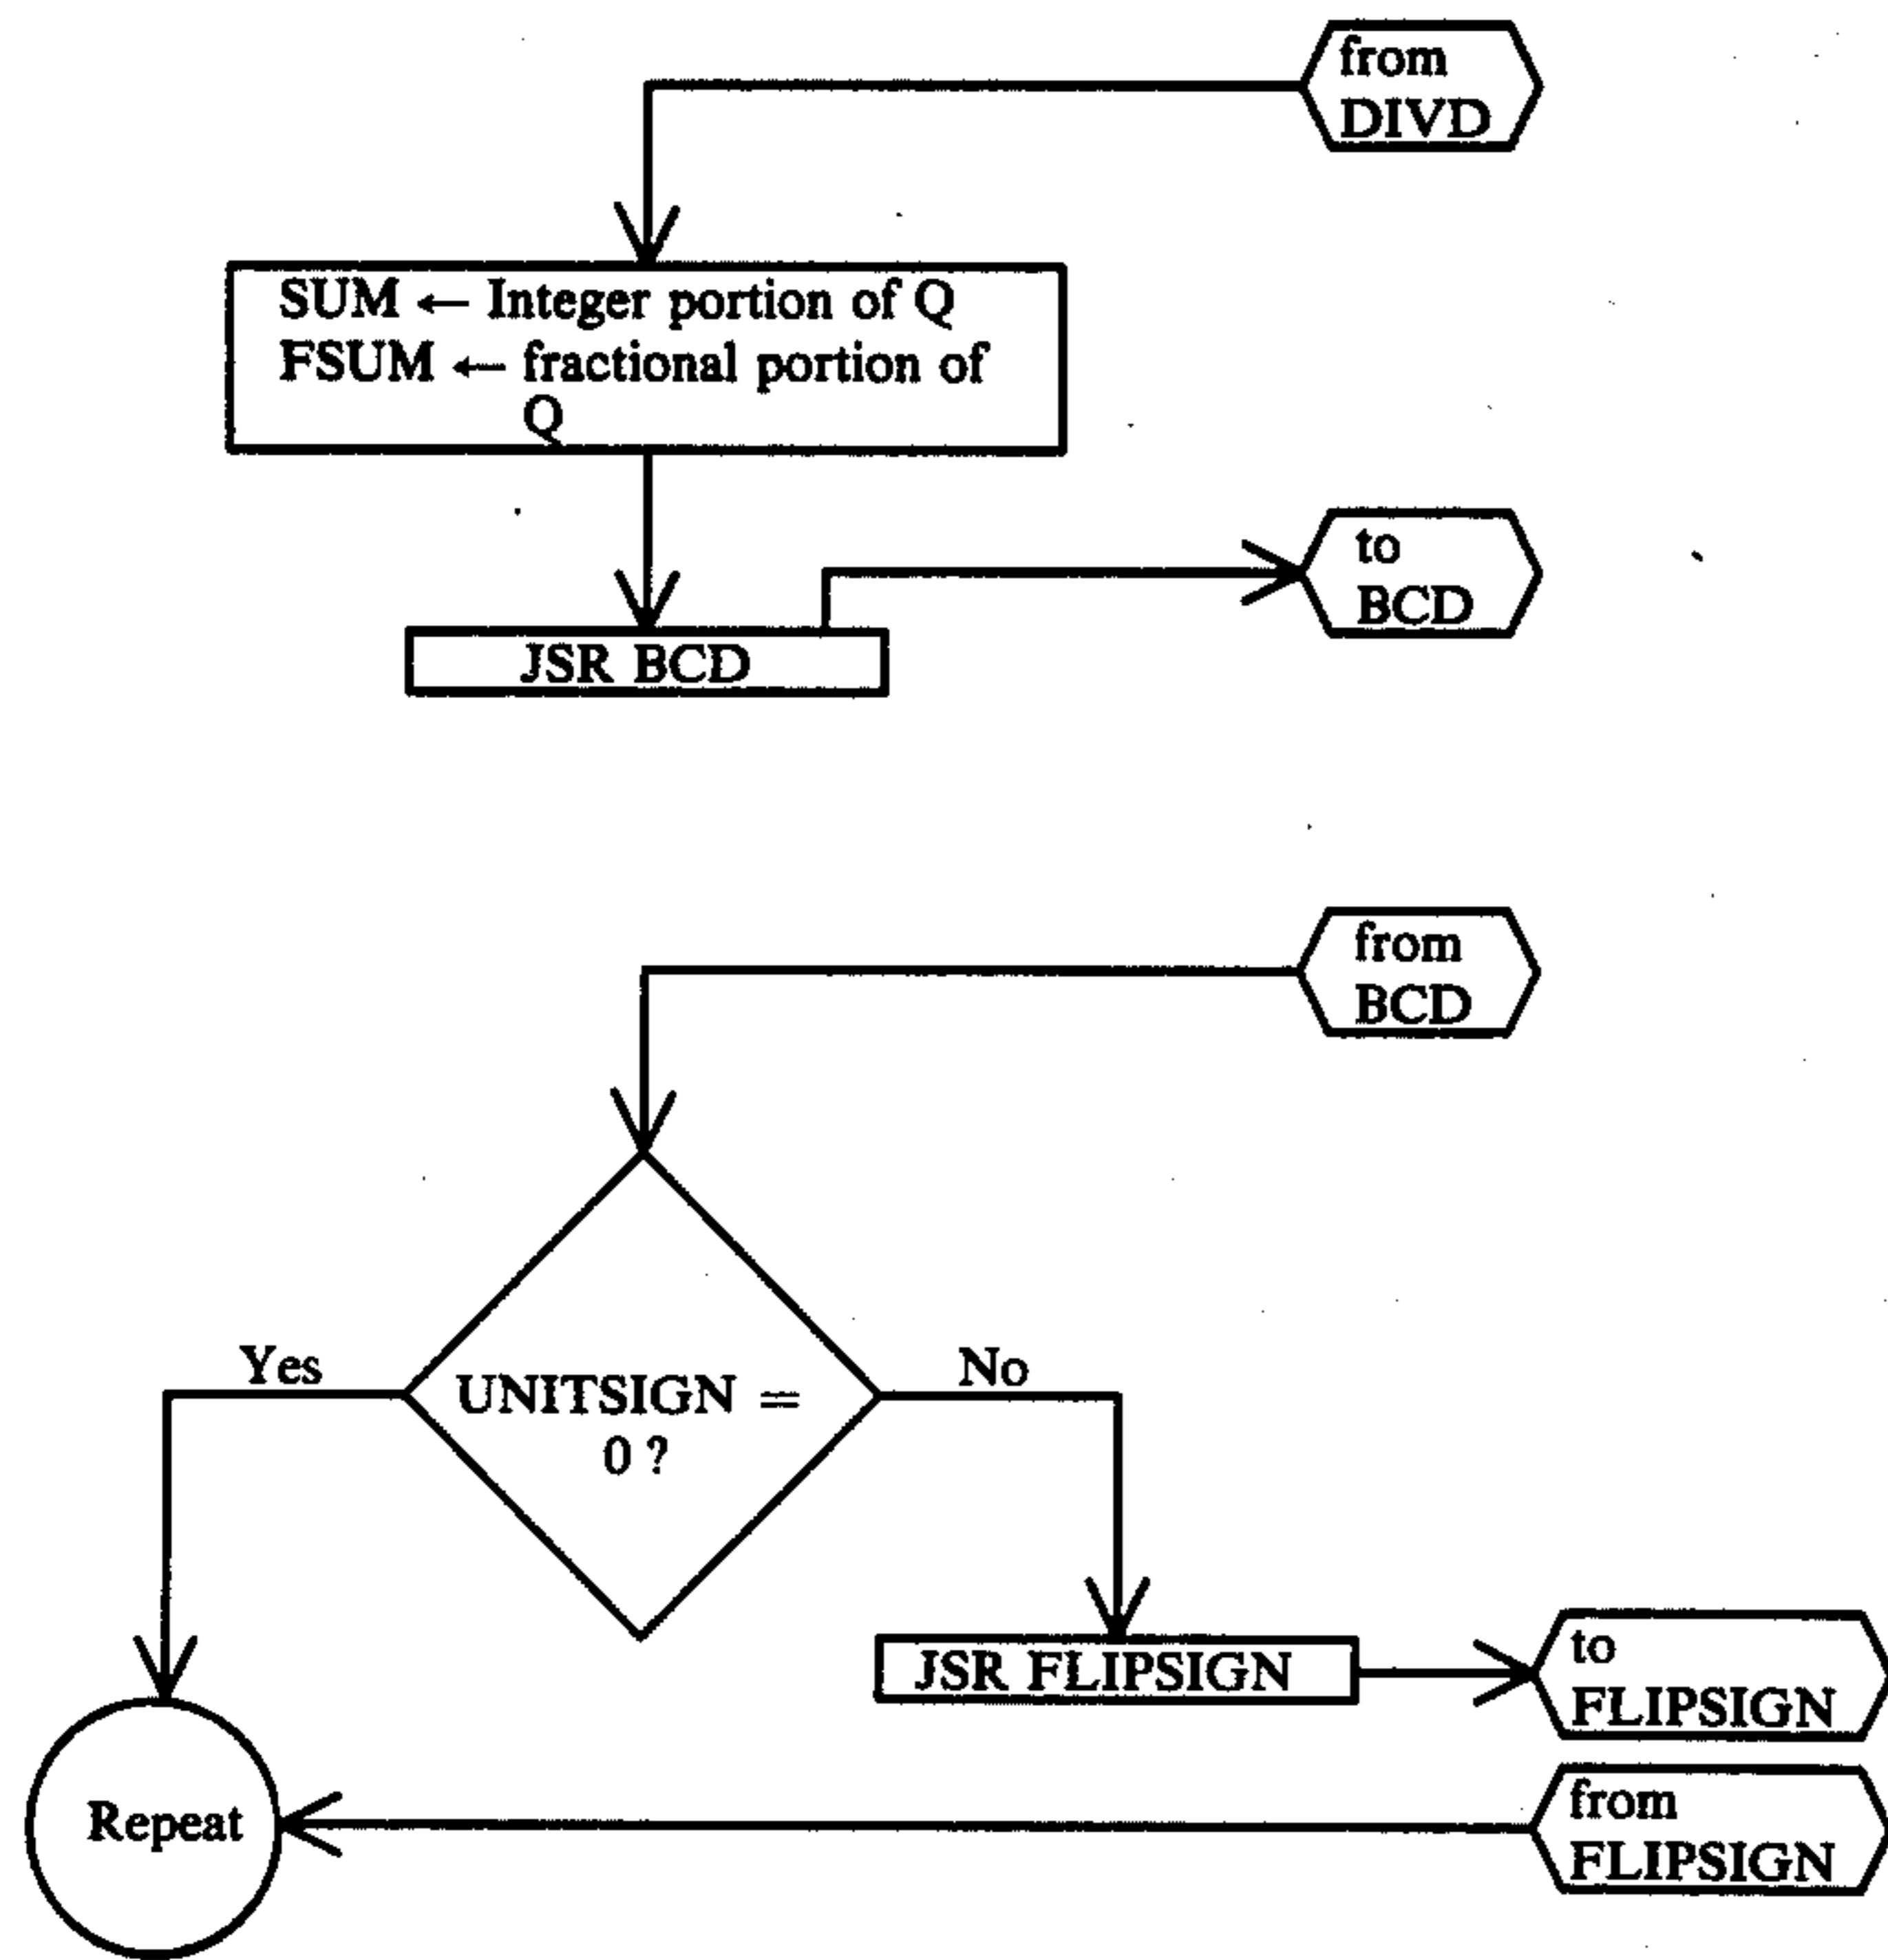 from
DIVD
SUM ← Integer portion of Q
FSUM ← fractional portion of
Q
to
BCD
JSR BCD
from
BCD
Yes
No
UNITSIGN =
0 ?
JSR FLIPSIGN
to
FLIPSIGN
Repeat
from
FLIPSIGN